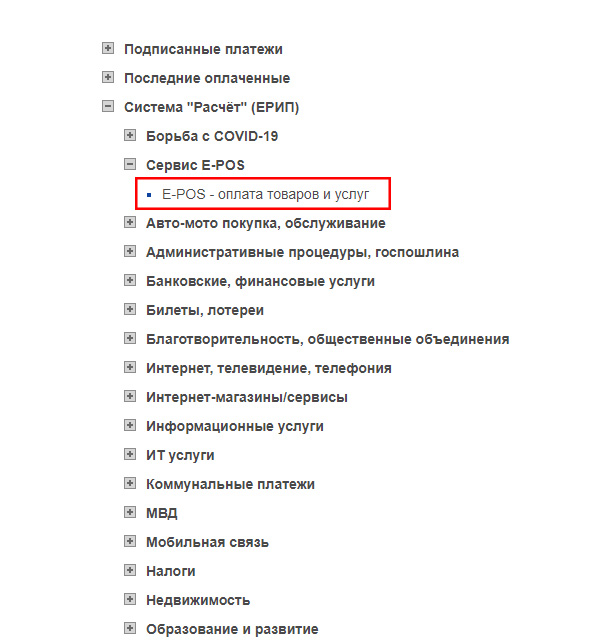 Подписанные платежи
Последние оплаченные
Система "Расчёт" (ЕРИП)
Борьба с COVID-19
Сервис E-POS
E-POS - оплата товаров и услуг
Авто-мото покупка, обслуживание
Административные процедуры, госпошлина
Банковские, финансовые услуги
Билеты, лотереи
Благотворительность, общественные объединения
Интернет, телевидение, телефония
Интернет-магазины/сервисы
Информационные услуги
ИТ услуги
Коммунальные платежи
МВД
Мобильная связь
Налоги
Недвижимость
Образование и развитие